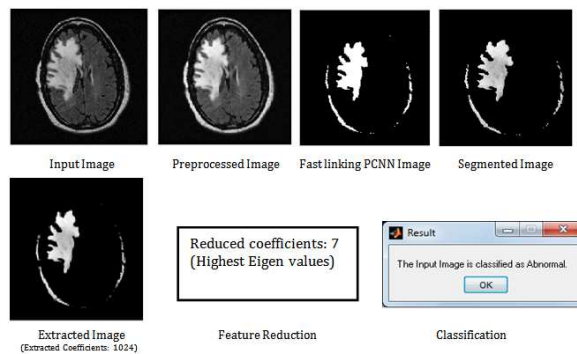 Input Image
Preprocessed Image
Fast linking PCNN Image
Segmented Image
Reduced coefficients: 7
(Highest Eigen values)
Result
The Input Image is classified as Abnormal.
OK
Extracted Image
(Extracted Coefficients: 1024)
Feature Reduction
Classification